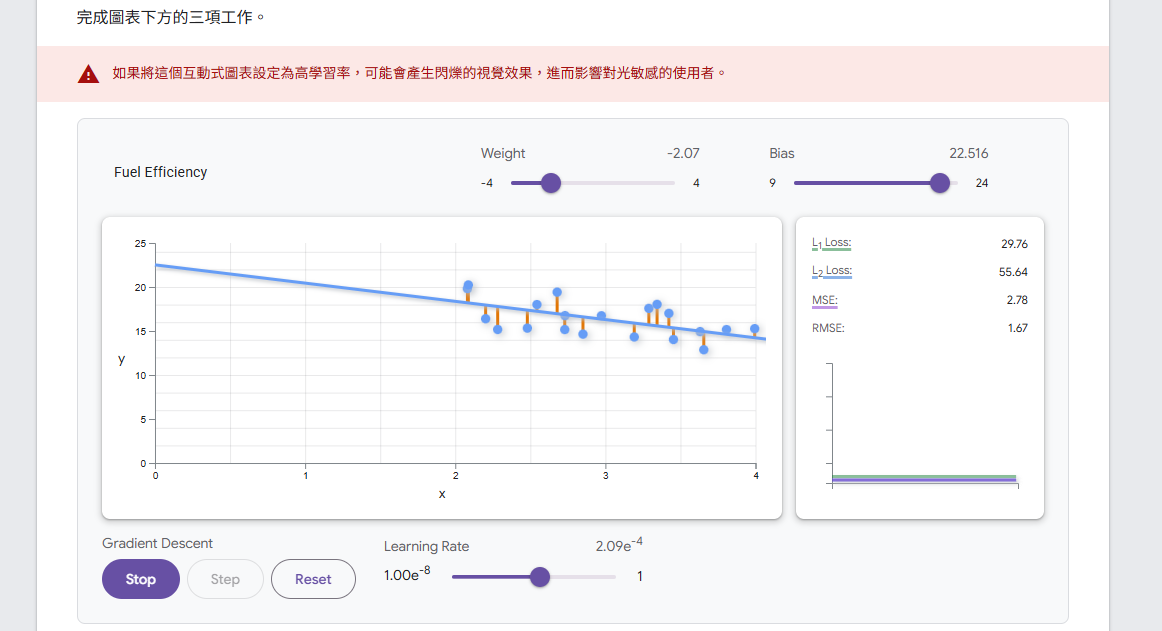 完成圖表下方的三項工作。
如果將這個互動式圖表設定為高學習率，可能會產生閃爍的視覺效果，進而影響對光敏感的使用者。
Fuel Efficiency
Weight -2.07
-4 4
Bias 22.516
9 24
25
20
15
10
5
0
y
0 1 2 3 4
x
L1 Loss: 29.76
L2 Loss: 55.64
MSE: 2.78
RMSE: 1.67
Gradient Descent
Stop Step Reset
Learning Rate 2.09e-4
1.00e-8 1